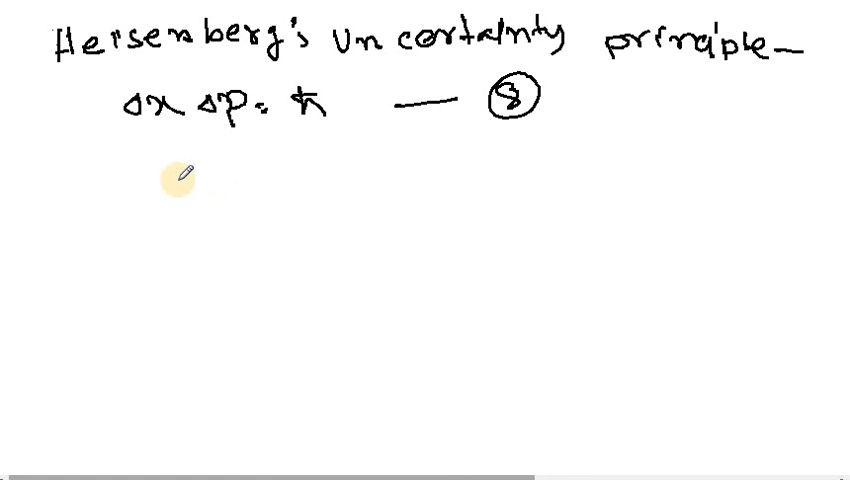 Heisenberg's Uncertainty principle-
Δx Δp = ħ — ⑧